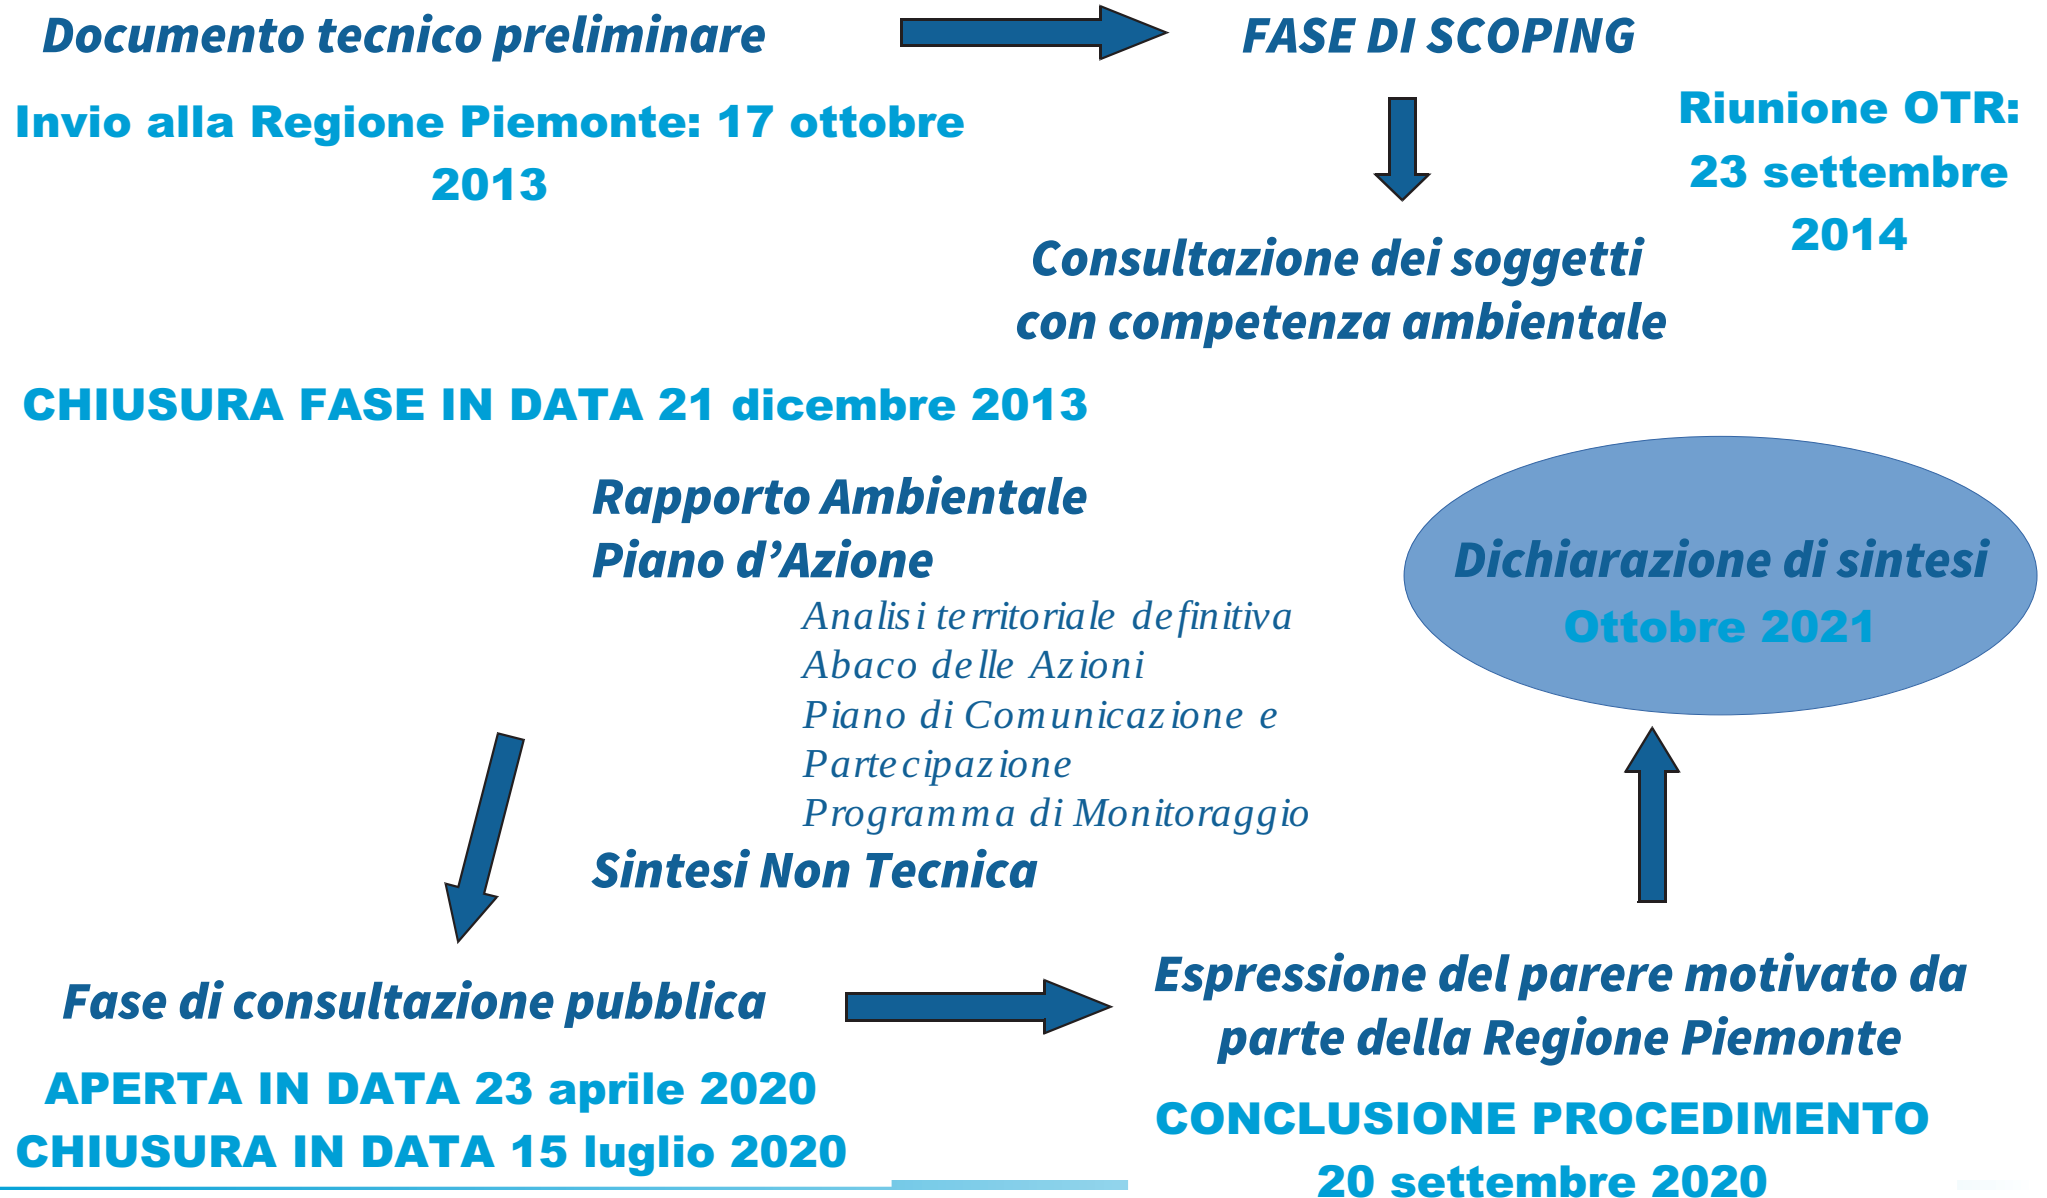 Documento tecnico preliminare
FASE DI SCOPING
Invio alla Regione Piemonte: 17 ottobre
2013
Riunione OTR:
23 settembre
2014
Consultazione dei soggetti
con competenza ambientale
CHIUSURA FASE IN DATA 21 dicembre 2013
Rapporto Ambientale
Piano d’Azione
Analisi territoriale definitiva
Abaco delle Azioni
Piano di Comunicazione e
Partecipazione
Programma di Monitoraggio
Sintesi Non Tecnica
Dichiarazione di sintesi
Ottobre 2021
Fase di consultazione pubblica
APERTA IN DATA 23 aprile 2020
CHIUSURA IN DATA 15 luglio 2020
Espressione del parere motivato da
parte della Regione Piemonte
CONCLUSIONE PROCEDIMENTO
20 settembre 2020